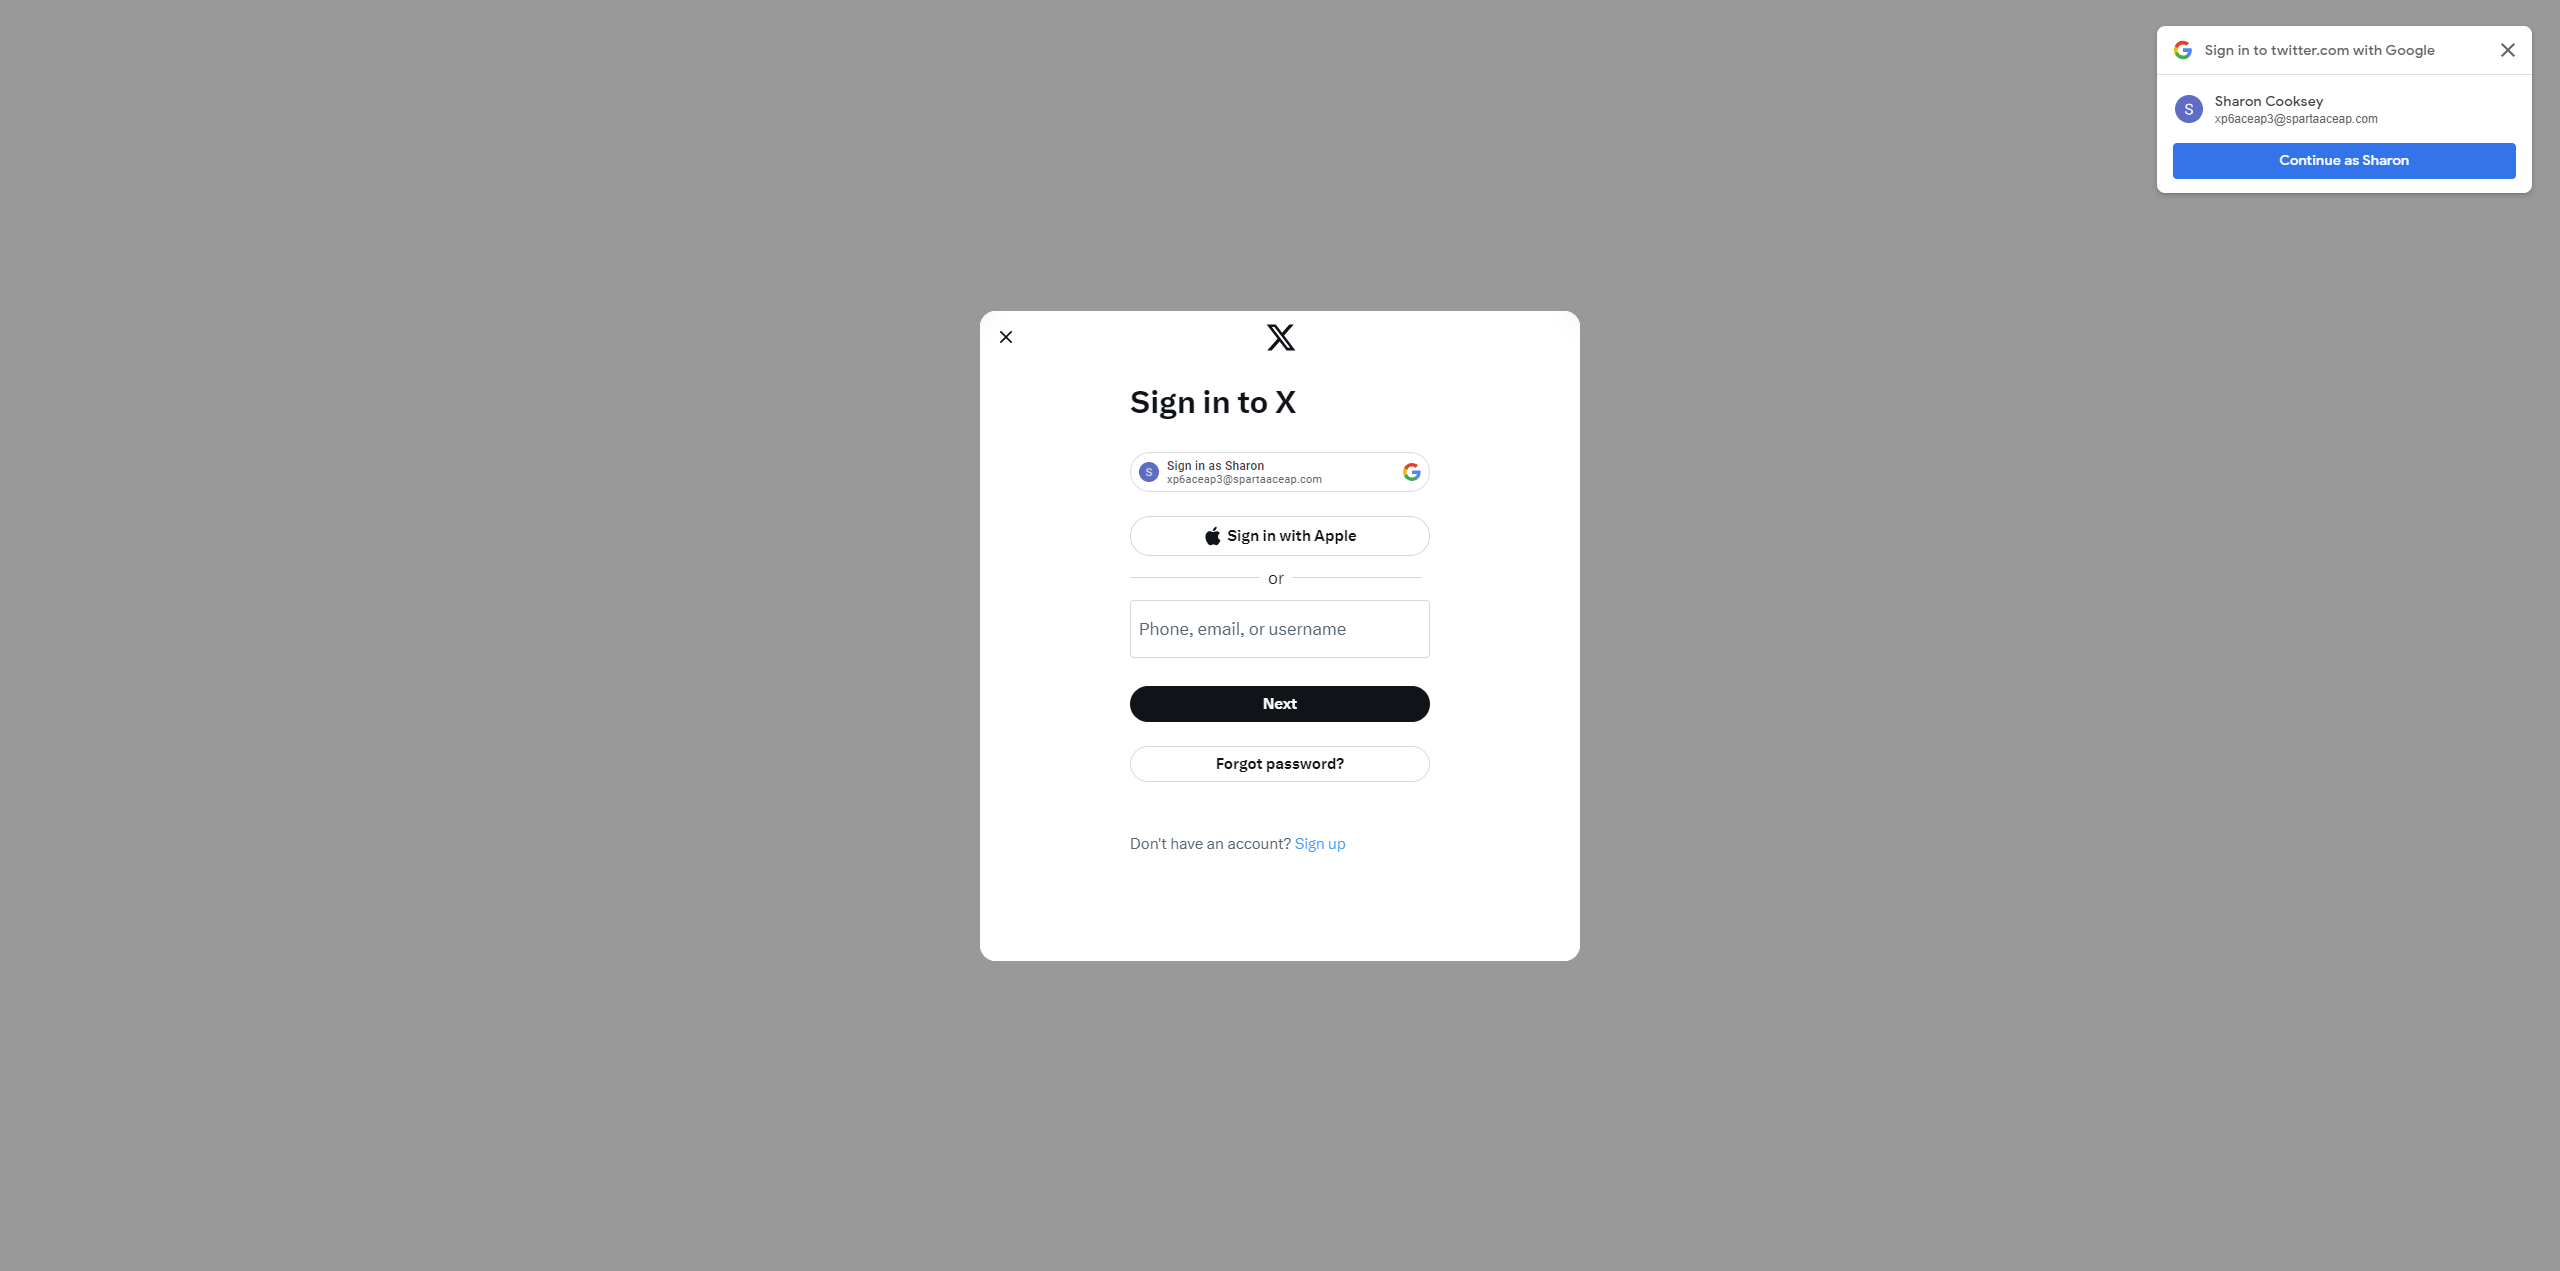 Sign in to twitter.com with Google
S
Sharon Cooksey
xp6aceap3@spartaaceap.com
Continue as Sharon
X
Sign in to X
S
Sign in as Sharon
xp6aceap3@spartaaceap.com
Sign in with Apple
or
Phone, email, or username
Next
Forgot password?
Don't have an account? Sign up